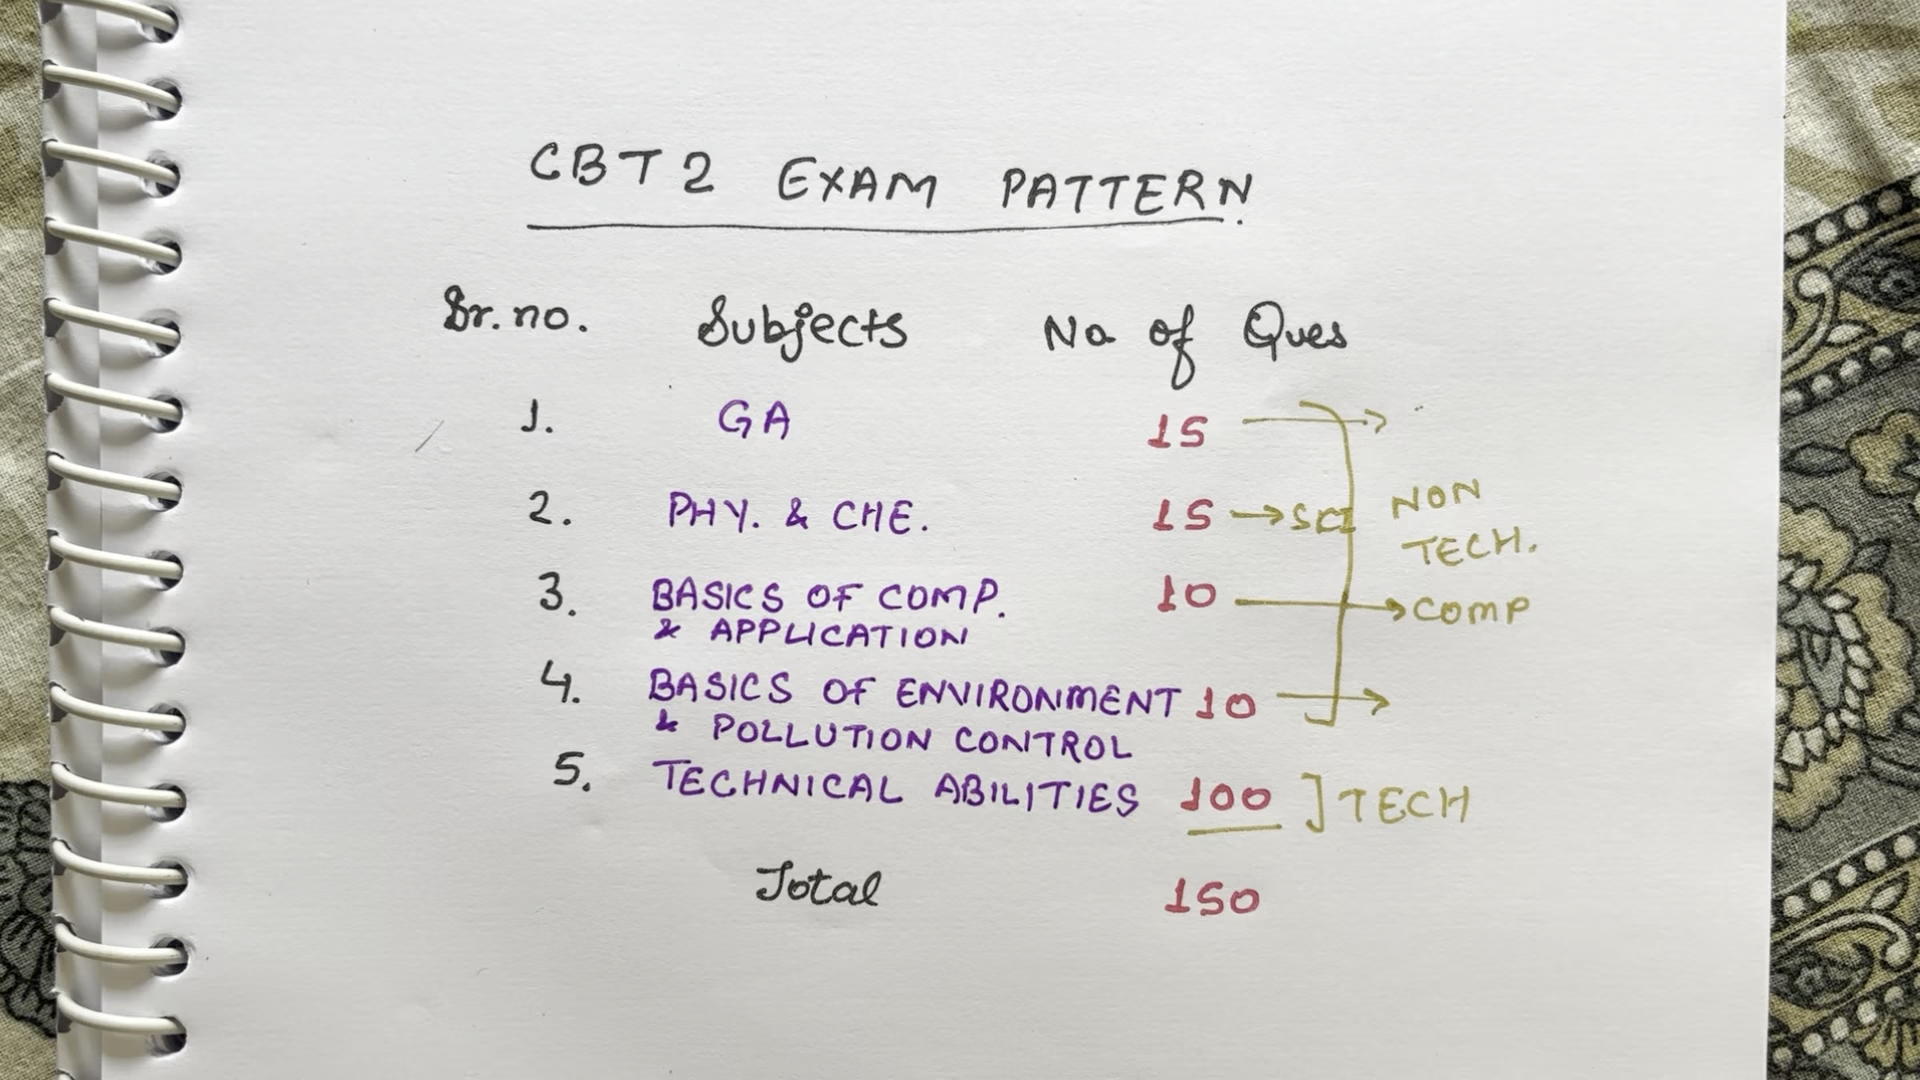 CBT 2 EXAM PATTERN.
Sr. no. Subjects No of Ques
1. GA 15 →
2. PHY. & CHE. 15 → SCI NON
TECH.
3. BASICS OF COMP. 10 → COMP
& APPLICATION
4. BASICS OF ENVIRONMENT 10 →
& POLLUTION CONTROL
5. TECHNICAL ABILITIES 100 ] TECH
Total 150